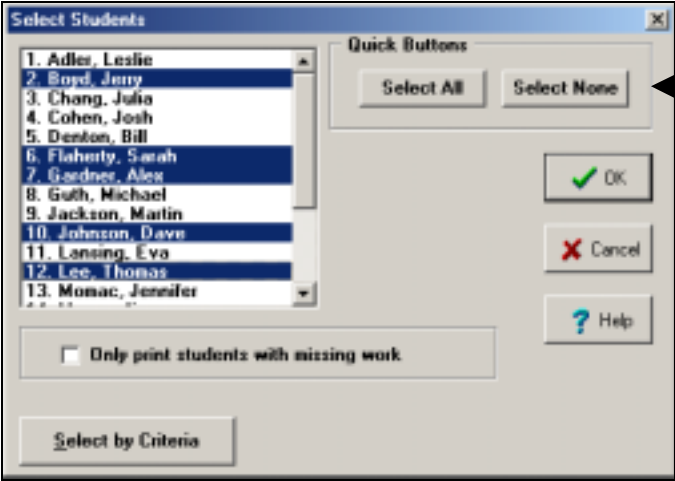 Select Students
1. Adler, Leslie
2. Boyd, Jerry
3. Chang, Julia
4. Cohen, Josh
5. Denton, Bill
6. Flaherty, Sarah
7. Gardner, Alex
8. Guth, Michael
9. Jackson, Martin
10. Johnson, Dave
11. Lansing, Eva
12. Lee, Thomas
13. Momac, Jennifer
Quick Buttons
Select All
Select None
OK
Cancel
? Help
Only print students with missing work
Select by Criteria